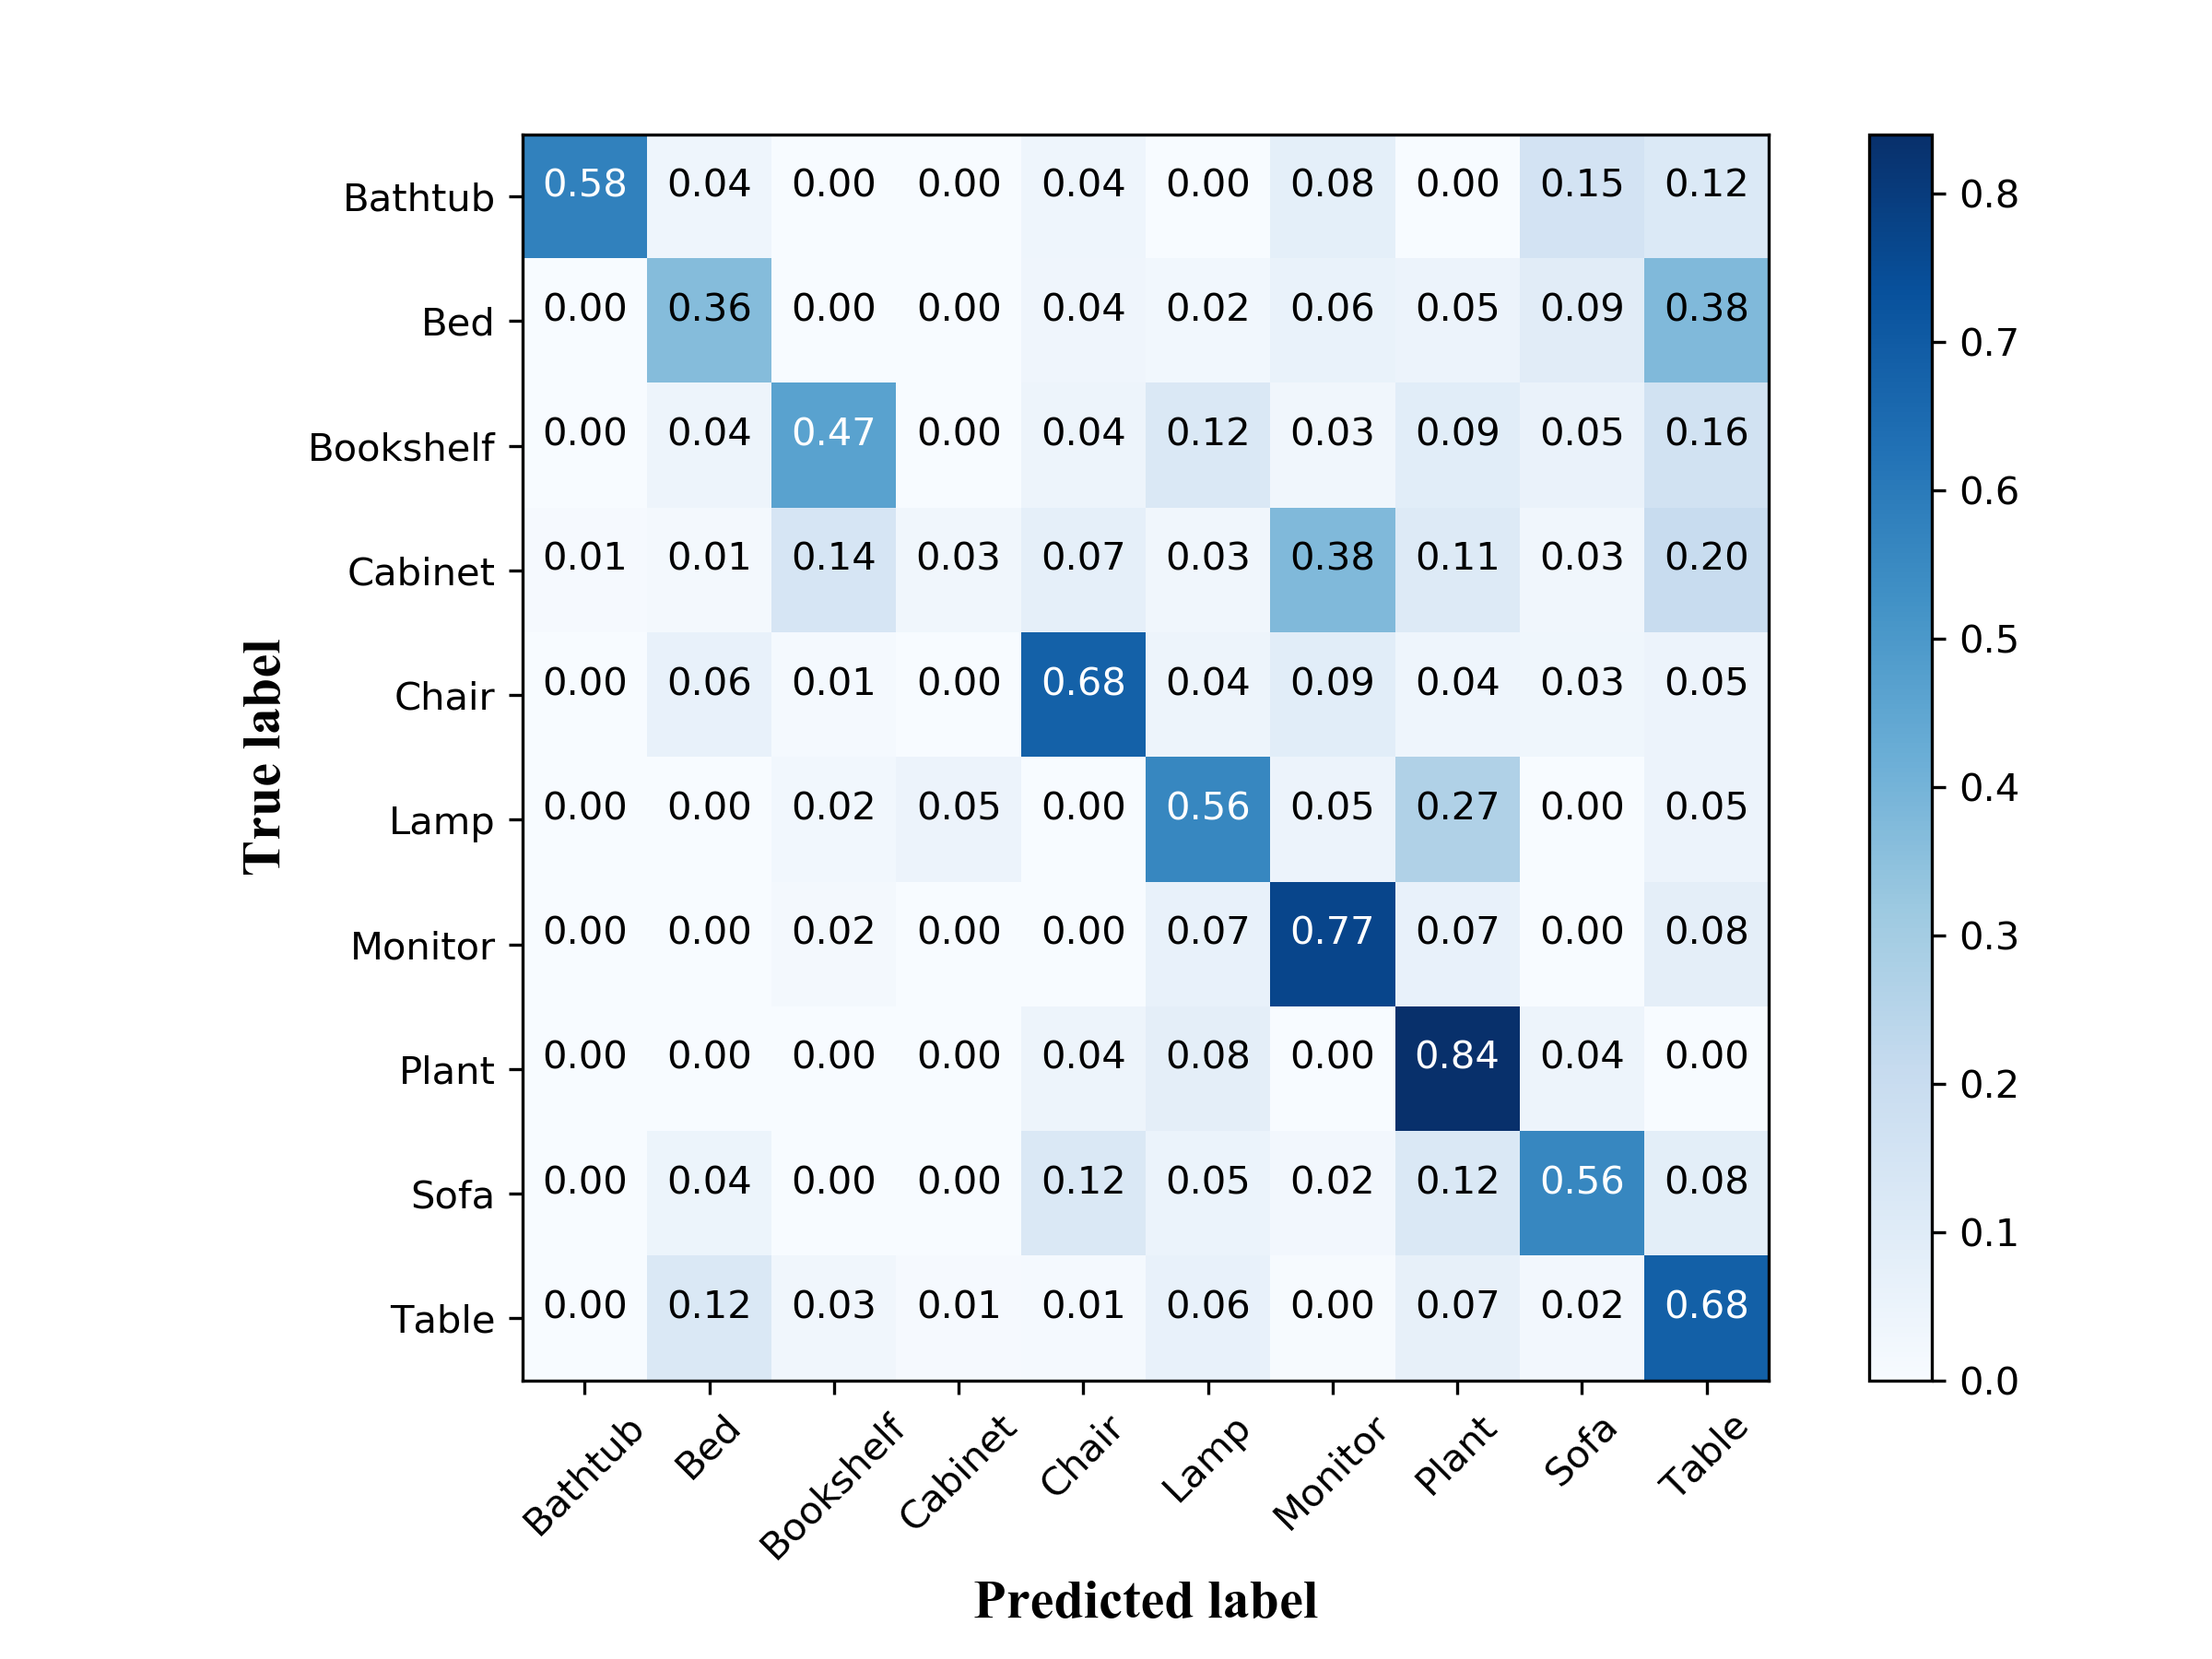 Bathtub 0.58 0.04 0.00 0.00 0.04 0.00 0.08 0.00 0.15 0.12
Bed 0.00 0.36 0.00 0.00 0.04 0.02 0.06 0.05 0.09 0.38
Bookshelf 0.00 0.04 0.47 0.00 0.04 0.12 0.03 0.09 0.05 0.16
Cabinet 0.01 0.01 0.14 0.03 0.07 0.03 0.38 0.11 0.03 0.20
Chair 0.00 0.06 0.01 0.00 0.68 0.04 0.09 0.04 0.03 0.05
Lamp 0.00 0.00 0.02 0.05 0.00 0.56 0.05 0.27 0.00 0.05
Monitor 0.00 0.00 0.02 0.00 0.00 0.07 0.77 0.07 0.00 0.08
Plant 0.00 0.00 0.00 0.00 0.04 0.08 0.00 0.84 0.04 0.00
Sofa 0.00 0.04 0.00 0.00 0.12 0.05 0.02 0.12 0.56 0.08
Table 0.00 0.12 0.03 0.01 0.01 0.06 0.00 0.07 0.02 0.68
True label
Bathtub Bed Bookshelf Cabinet Chair Lamp Monitor Plant Sofa Table
Predicted label
0.8
0.7
0.6
0.5
0.4
0.3
0.2
0.1
0.0